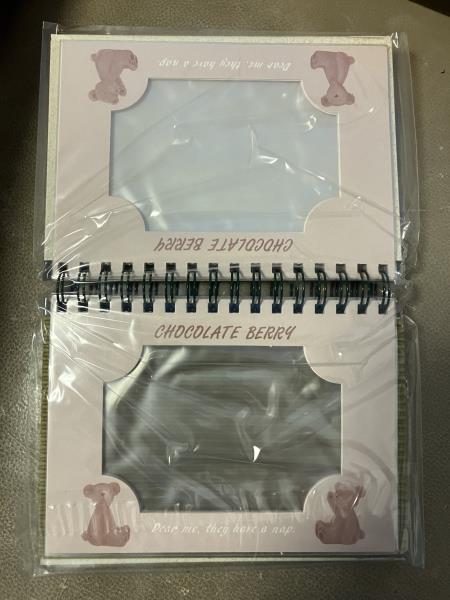 Dear me, they have a nap.
CHOCOLATE BERRY
CHOCOLATE BERRY
Dear me, they have a nap.